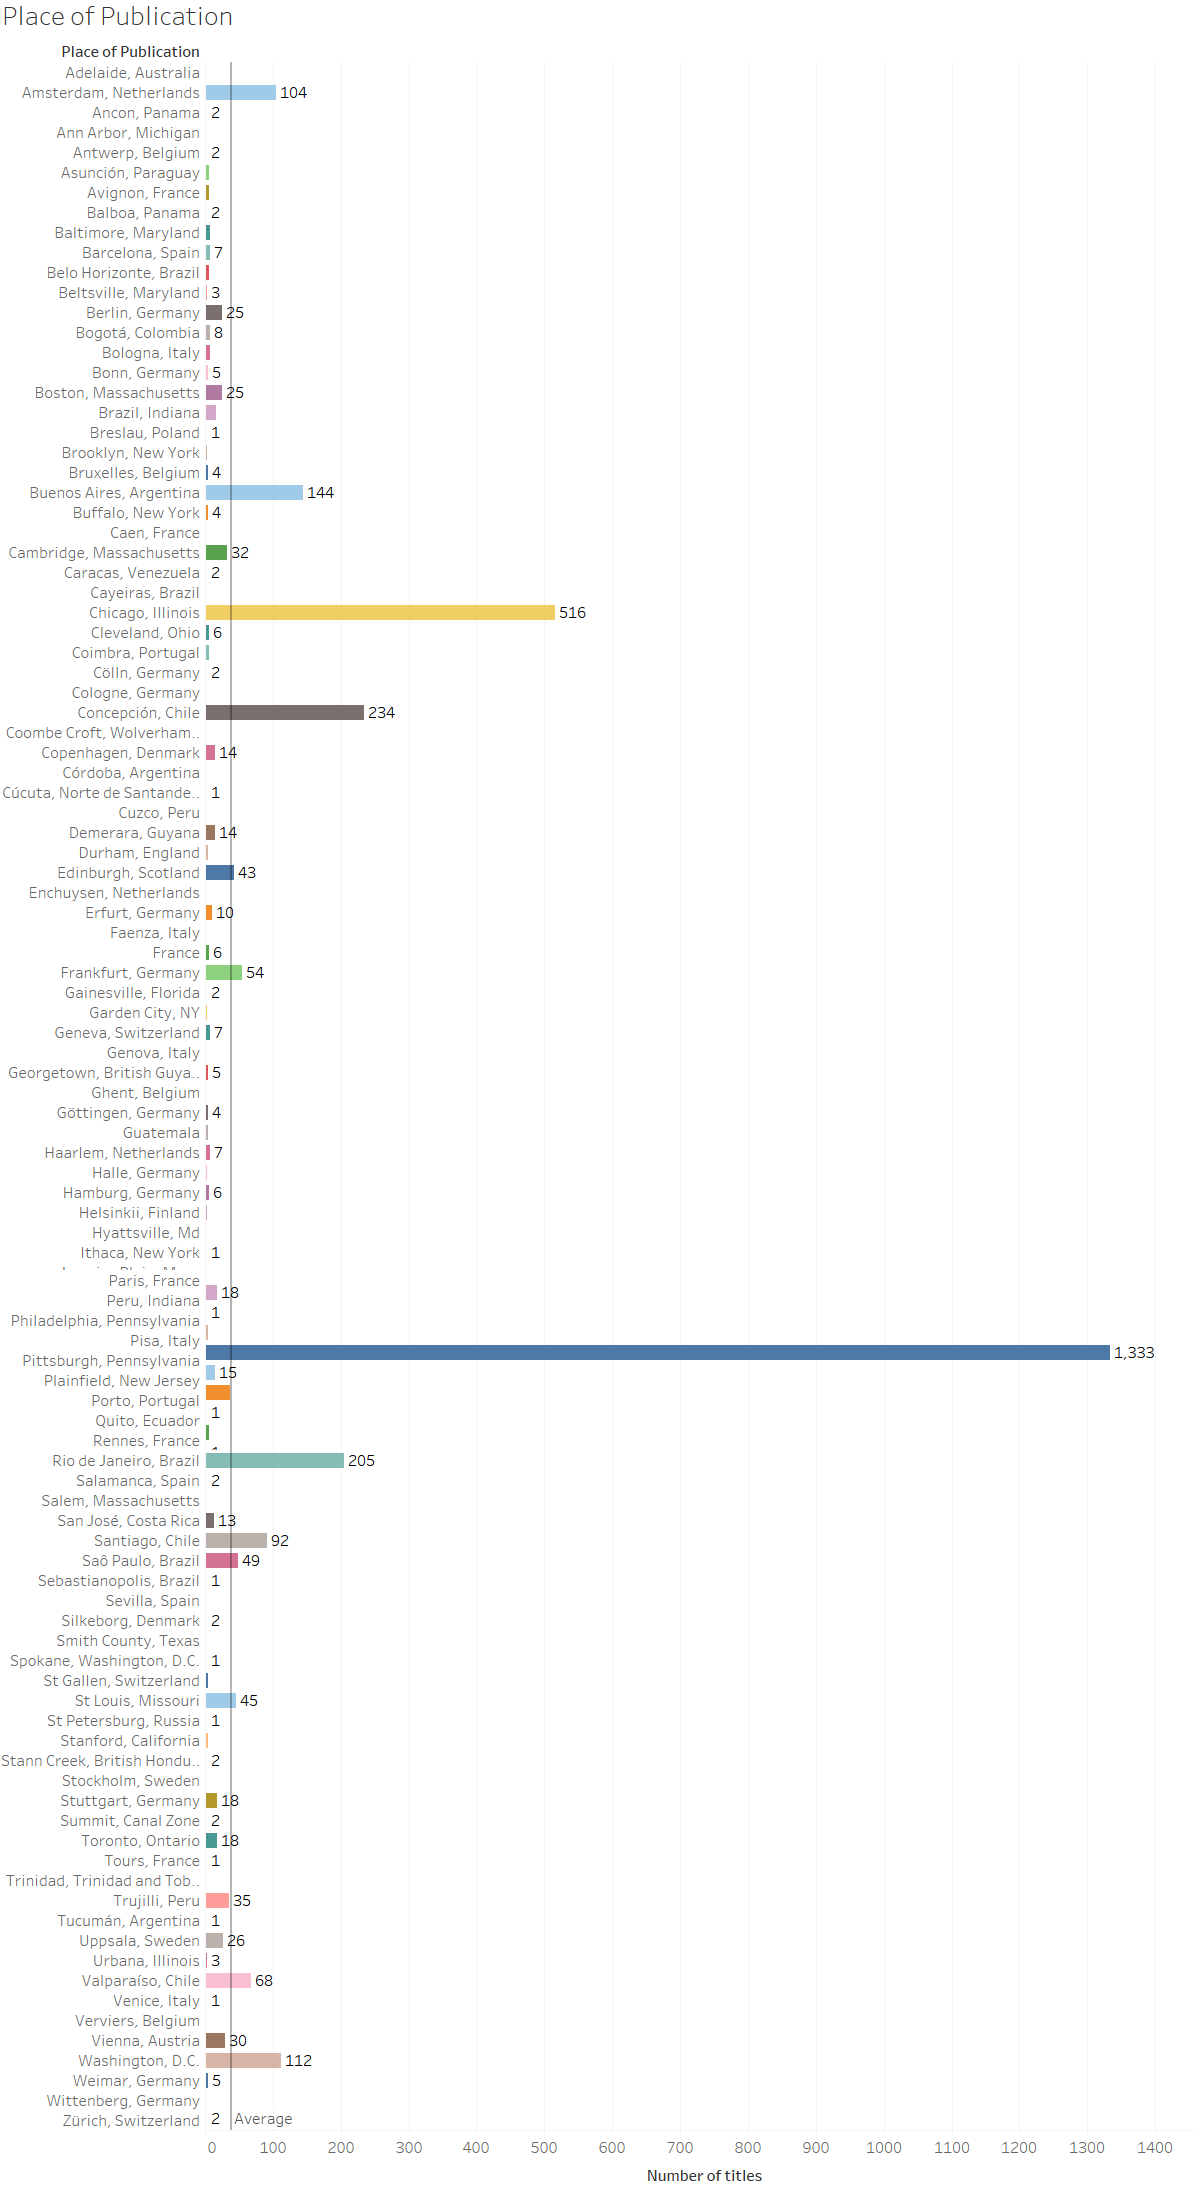 Place of Publication
Place of Publication
Adelaide, Australia
Amsterdam, Netherlands 104
Ancon, Panama 2
Ann Arbor, Michigan
Antwerp, Belgium 2
Asunción, Paraguay
Avignon, France
Balboa, Panama 2
Baltimore, Maryland
Barcelona, Spain 7
Belo Horizonte, Brazil
Beltsville, Maryland 3
Berlin, Germany 25
Bogotá, Colombia 8
Bologna, Italy
Bonn, Germany 5
Boston, Massachusetts 25
Brazil, Indiana
Breslau, Poland 1
Brooklyn, New York
Bruxelles, Belgium 4
Buenos Aires, Argentina 144
Buffalo, New York 4
Caen, France
Cambridge, Massachusetts 32
Caracas, Venezuela 2
Cayeiras, Brazil
Chicago, Illinois 516
Cleveland, Ohio 6
Coimbra, Portugal
Cölln, Germany 2
Cologne, Germany
Concepción, Chile 234
Coombe Croft, Wolverham..
Copenhagen, Denmark 14
Córdoba, Argentina
Cúcuta, Norte de Santande.. 1
Cuzco, Peru
Demerara, Guyana 14
Durham, England
Edinburgh, Scotland 43
Enchuysen, Netherlands
Erfurt, Germany 10
Faenza, Italy
France 6
Frankfurt, Germany 54
Gainesville, Florida 2
Garden City, NY
Geneva, Switzerland 7
Genova, Italy
Georgetown, British Guya.. 5
Ghent, Belgium
Göttingen, Germany 4
Guatemala
Haarlem, Netherlands 7
Halle, Germany
Hamburg, Germany 6
Helsinkii, Finland
Hyattsville, Md
Ithaca, New York 1
Paris, France
18
Peru, Indiana
1
Philadelphia, Pennsylvania
Pisa, Italy
1,333
Pittsburgh, Pennsylvania
15
Plainfield, New Jersey
Porto, Portugal
1
Quito, Ecuador
Rennes, France
Rio de Janeiro, Brazil 205
Salamanca, Spain 2
Salem, Massachusetts
San José, Costa Rica 13
Santiago, Chile 92
Saô Paulo, Brazil 49
Sebastianopolis, Brazil 1
Sevilla, Spain
Silkeborg, Denmark 2
Smith County, Texas
Spokane, Washington, D.C. 1
St Gallen, Switzerland
St Louis, Missouri 45
St Petersburg, Russia 1
Stanford, California
Stann Creek, British Hondu.. 2
Stockholm, Sweden
Stuttgart, Germany 18
Summit, Canal Zone 2
Toronto, Ontario 18
Tours, France 1
Trinidad, Trinidad and Tob..
Trujilli, Peru 35
Tucumán, Argentina 1
Uppsala, Sweden 26
Urbana, Illinois 3
Valparaíso, Chile 68
Venice, Italy 1
Verviers, Belgium
Vienna, Austria 30
Washington, D.C. 112
Weimar, Germany 5
Wittenberg, Germany
Zürich, Switzerland 2 Average
0 100 200 300 400 500 600 700 800 900 1000 1100 1200 1300 1400
Number of titles